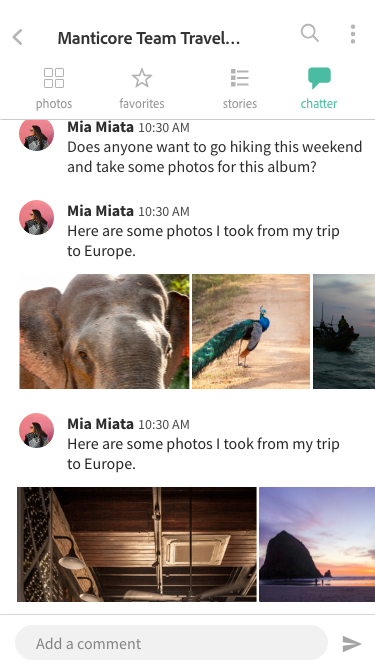 Manticore Team Travel…
photos
favorites
stories
chatter
Mia Miata 10:30 AM
Does anyone want to go hiking this weekend
and take some photos for this album?
Mia Miata 10:30 AM
Here are some photos I took from my trip
to Europe.
Mia Miata 10:30 AM
Here are some photos I took from my trip
to Europe.
Add a comment